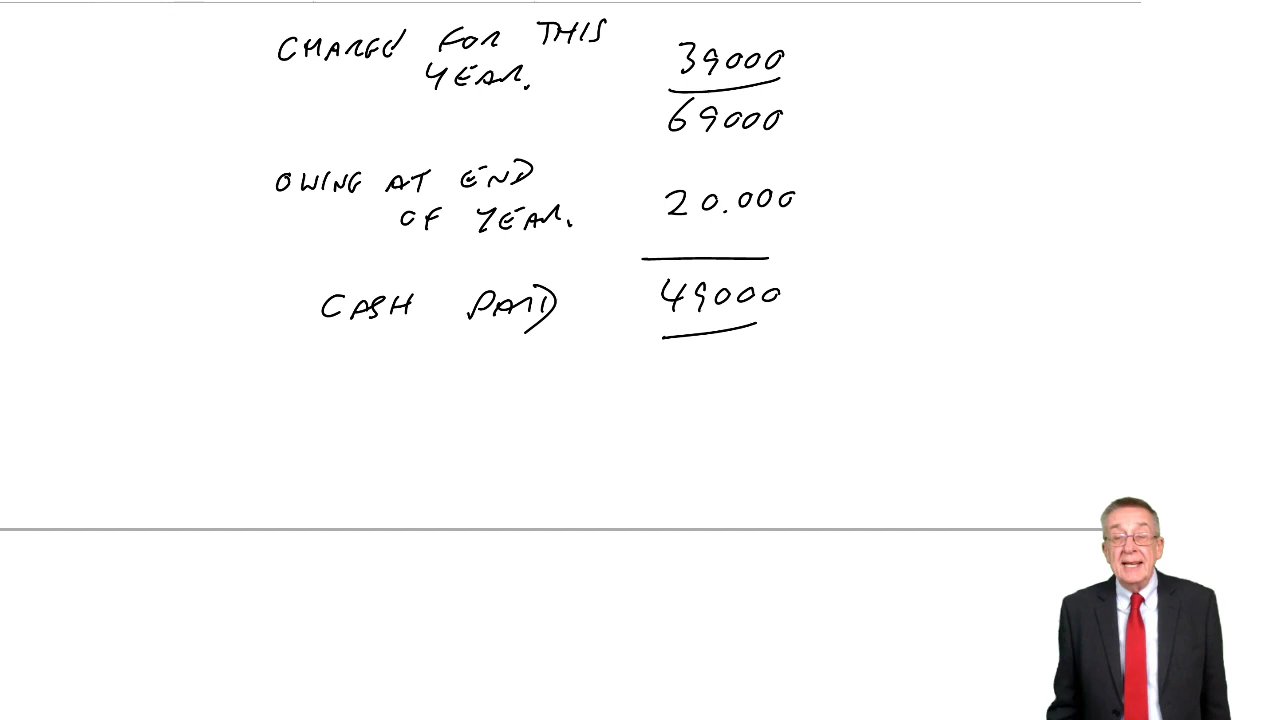 CHARGE FOR THIS
YEAR. 39000
69000
OWING AT END
OF YEAR. 20.000
CASH PAID 49000